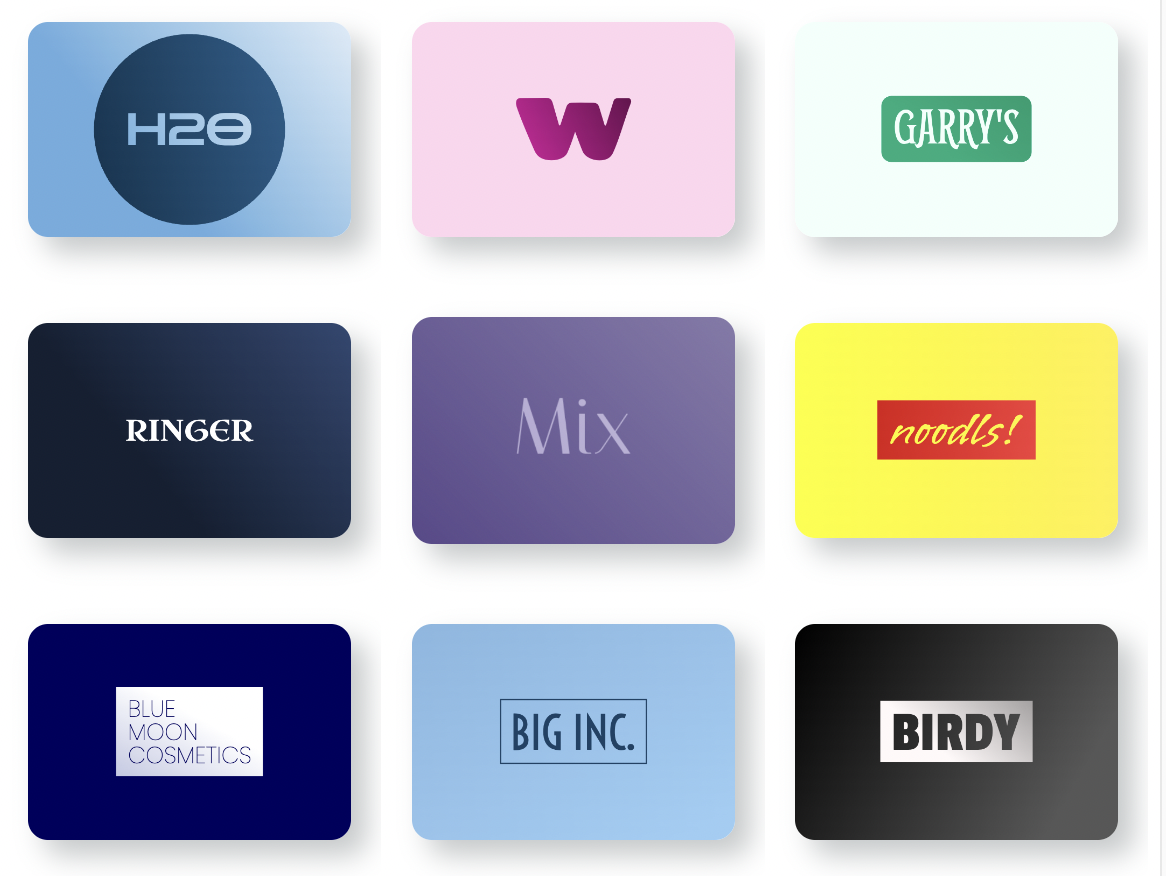 H2O
W
GARRY'S
RINGER
Mix
noodls!
BLUE
MOON
COSMETICS
BIG INC.
BIRDY